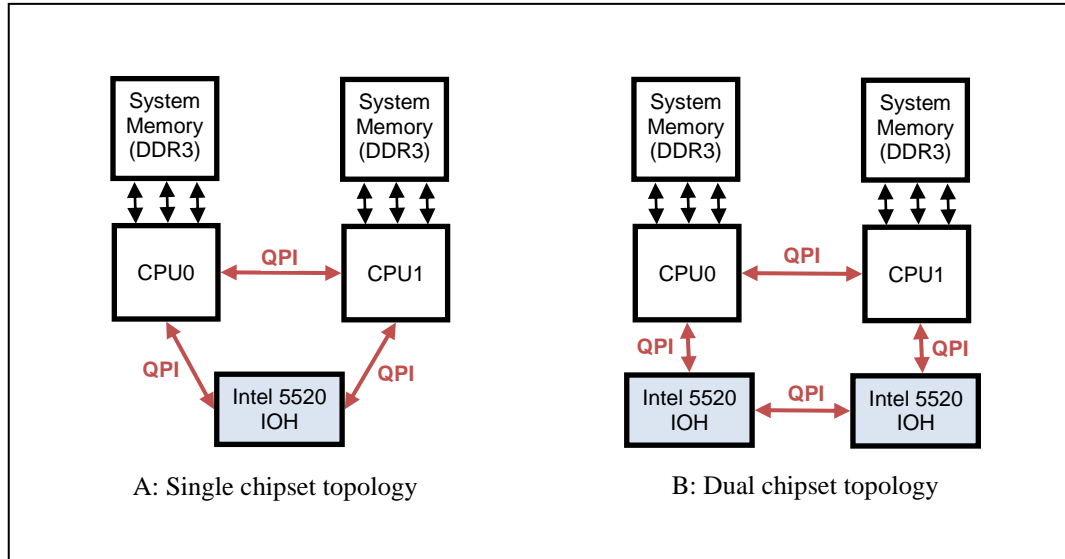 System
Memory
(DDR3)
System
Memory
(DDR3)
CPU0
QPI
CPU1
QPI
QPI
Intel 5520
IOH
A: Single chipset topology
System
Memory
(DDR3)
System
Memory
(DDR3)
CPU0
QPI
CPU1
QPI
QPI
Intel 5520
IOH
QPI
Intel 5520
IOH
B: Dual chipset topology